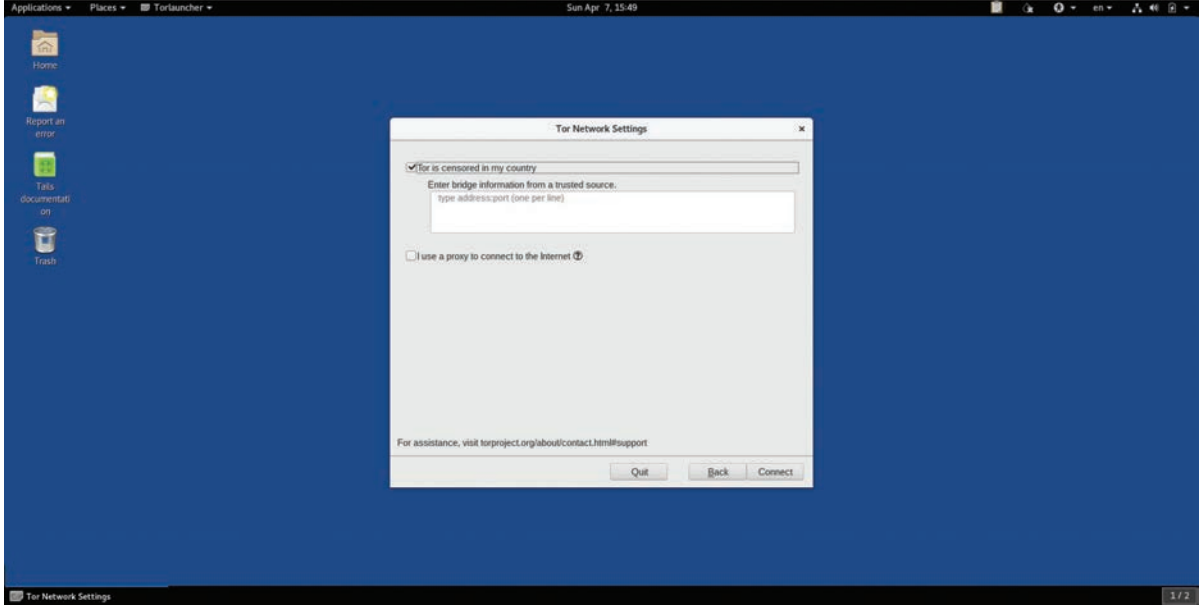 Applications Places Torlauncher Sun Apr 7, 15:49 en
Home
Report an
error
Tails
documentati
on
Trash
Tor Network Settings
Tor is censored in my country
Enter bridge information from a trusted source.
type address:port (one per line)
I use a proxy to connect to the Internet
For assistance, visit torproject.org/about/contact.html#support
Quit Back Connect
Tor Network Settings 1 / 2